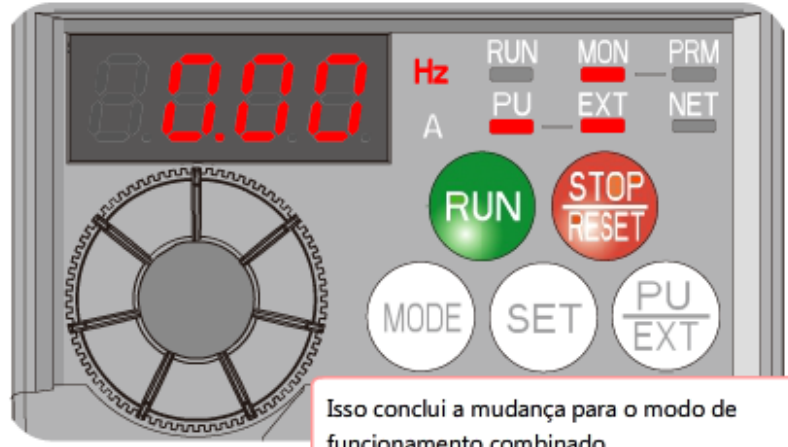 0.00
Hz
RUN MON PRM
A
PU EXT NET
RUN
STOP
RESET
MODE
SET
PU
EXT
Isso conclui a mudança para o modo de
funcionamento combinado